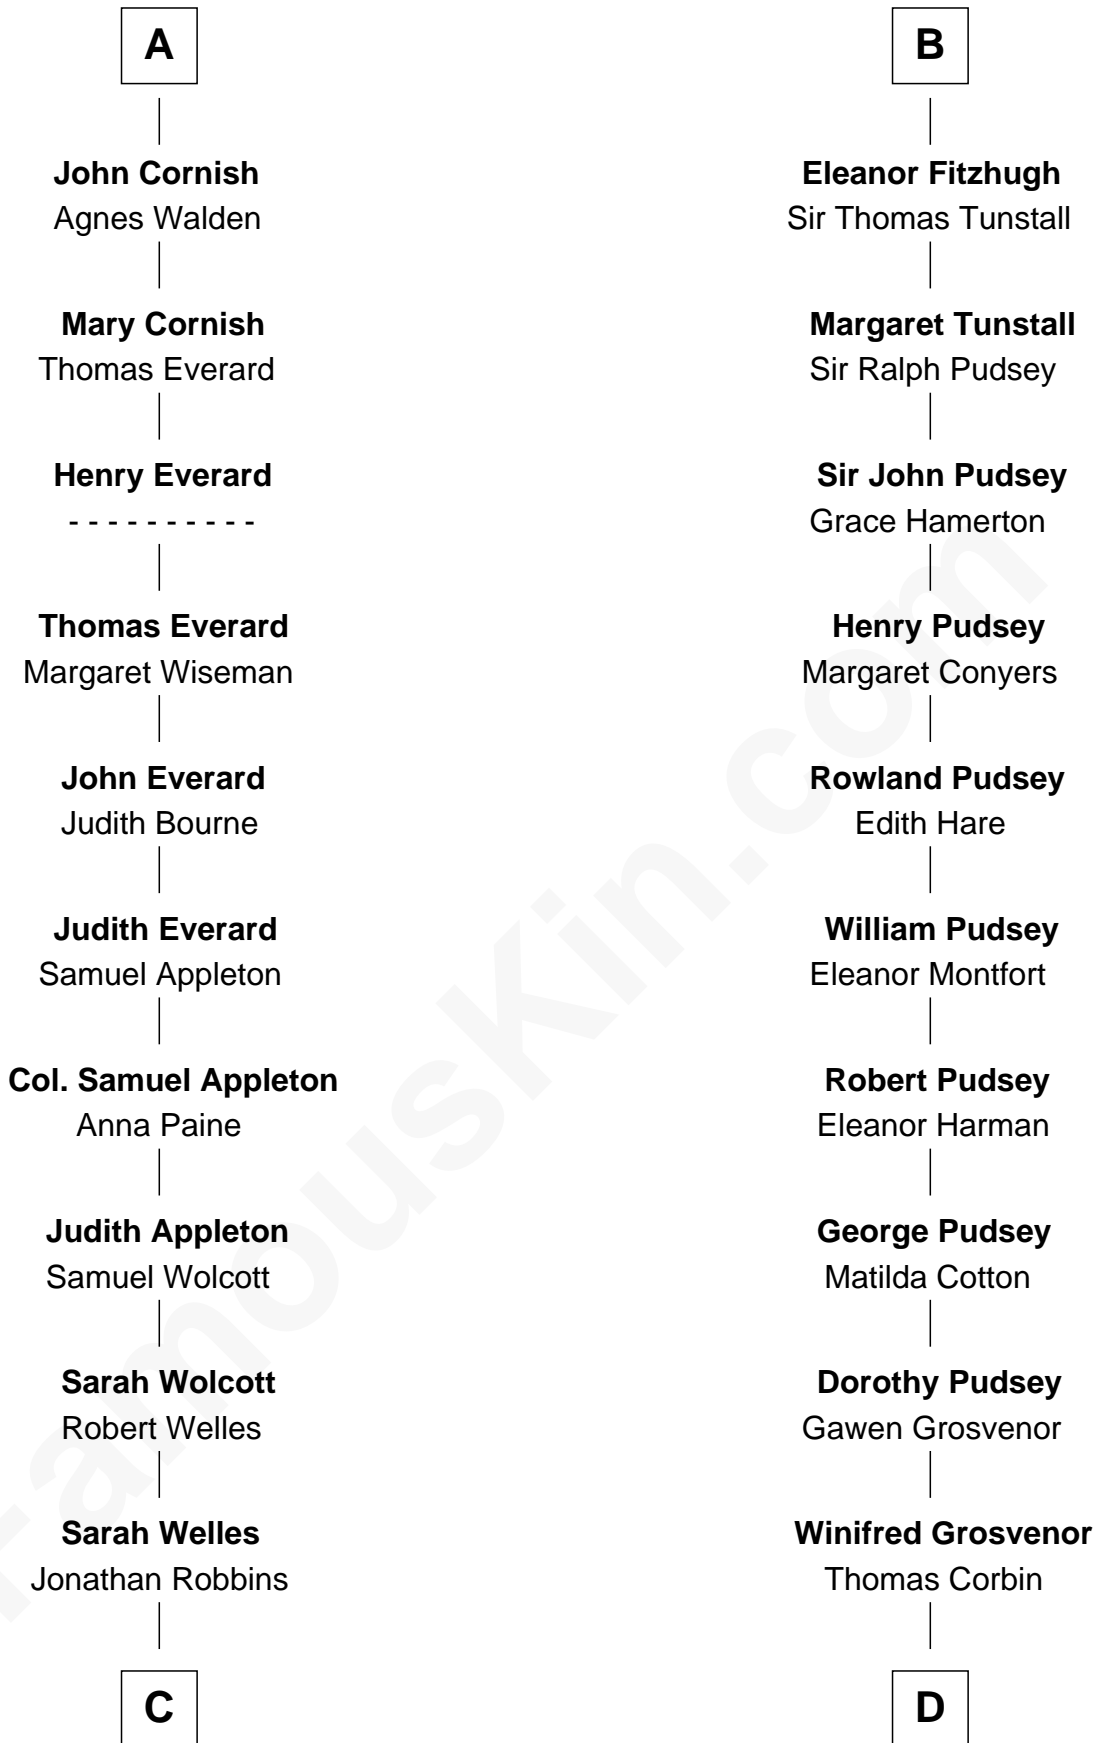 A
John Cornish
Agnes Walden
Mary Cornish
Thomas Everard
Henry Everard
- - - - - - - - - -
Thomas Everard
Margaret Wiseman
John Everard
Judith Bourne
Judith Everard
Samuel Appleton
Col. Samuel Appleton
Anna Paine
Judith Appleton
Samuel Wolcott
Sarah Wolcott
Robert Welles
Sarah Welles
Jonathan Robbins
C
B
Eleanor Fitzhugh
Sir Thomas Tunstall
Margaret Tunstall
Sir Ralph Pudsey
Sir John Pudsey
Grace Hamerton
Henry Pudsey
Margaret Conyers
Rowland Pudsey
Edith Hare
William Pudsey
Eleanor Montfort
Robert Pudsey
Eleanor Harman
George Pudsey
Matilda Cotton
Dorothy Pudsey
Gawen Grosvenor
Winifred Grosvenor
Thomas Corbin
D
FamousKin.com